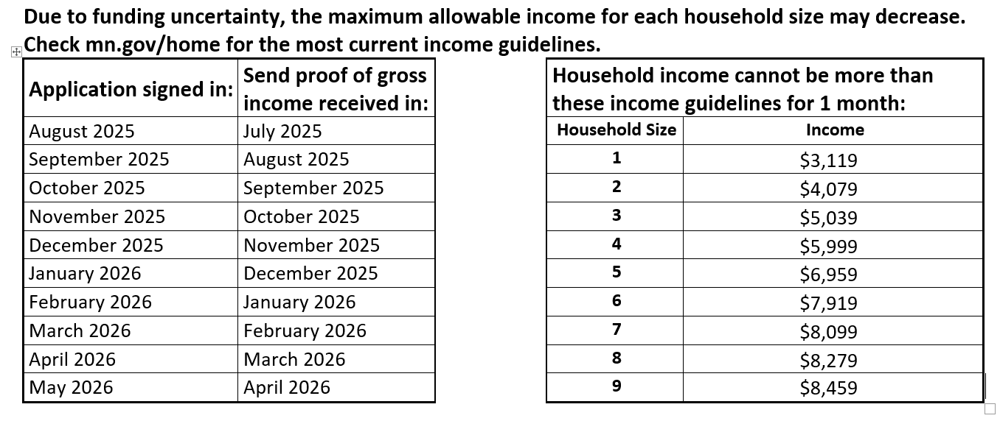 Due to funding uncertainty, the maximum allowable income for each household size may decrease.
Check mn.gov/home for the most current income guidelines.
Application signed in: Send proof of gross income received in:
August 2025 July 2025
September 2025 August 2025
October 2025 September 2025
November 2025 October 2025
December 2025 November 2025
January 2026 December 2025
February 2026 January 2026
March 2026 February 2026
April 2026 March 2026
May 2026 April 2026
Household income cannot be more than
these income guidelines for 1 month:
Household Size Income
1 $3,119
2 $4,079
3 $5,039
4 $5,999
5 $6,959
6 $7,919
7 $8,099
8 $8,279
9 $8,459